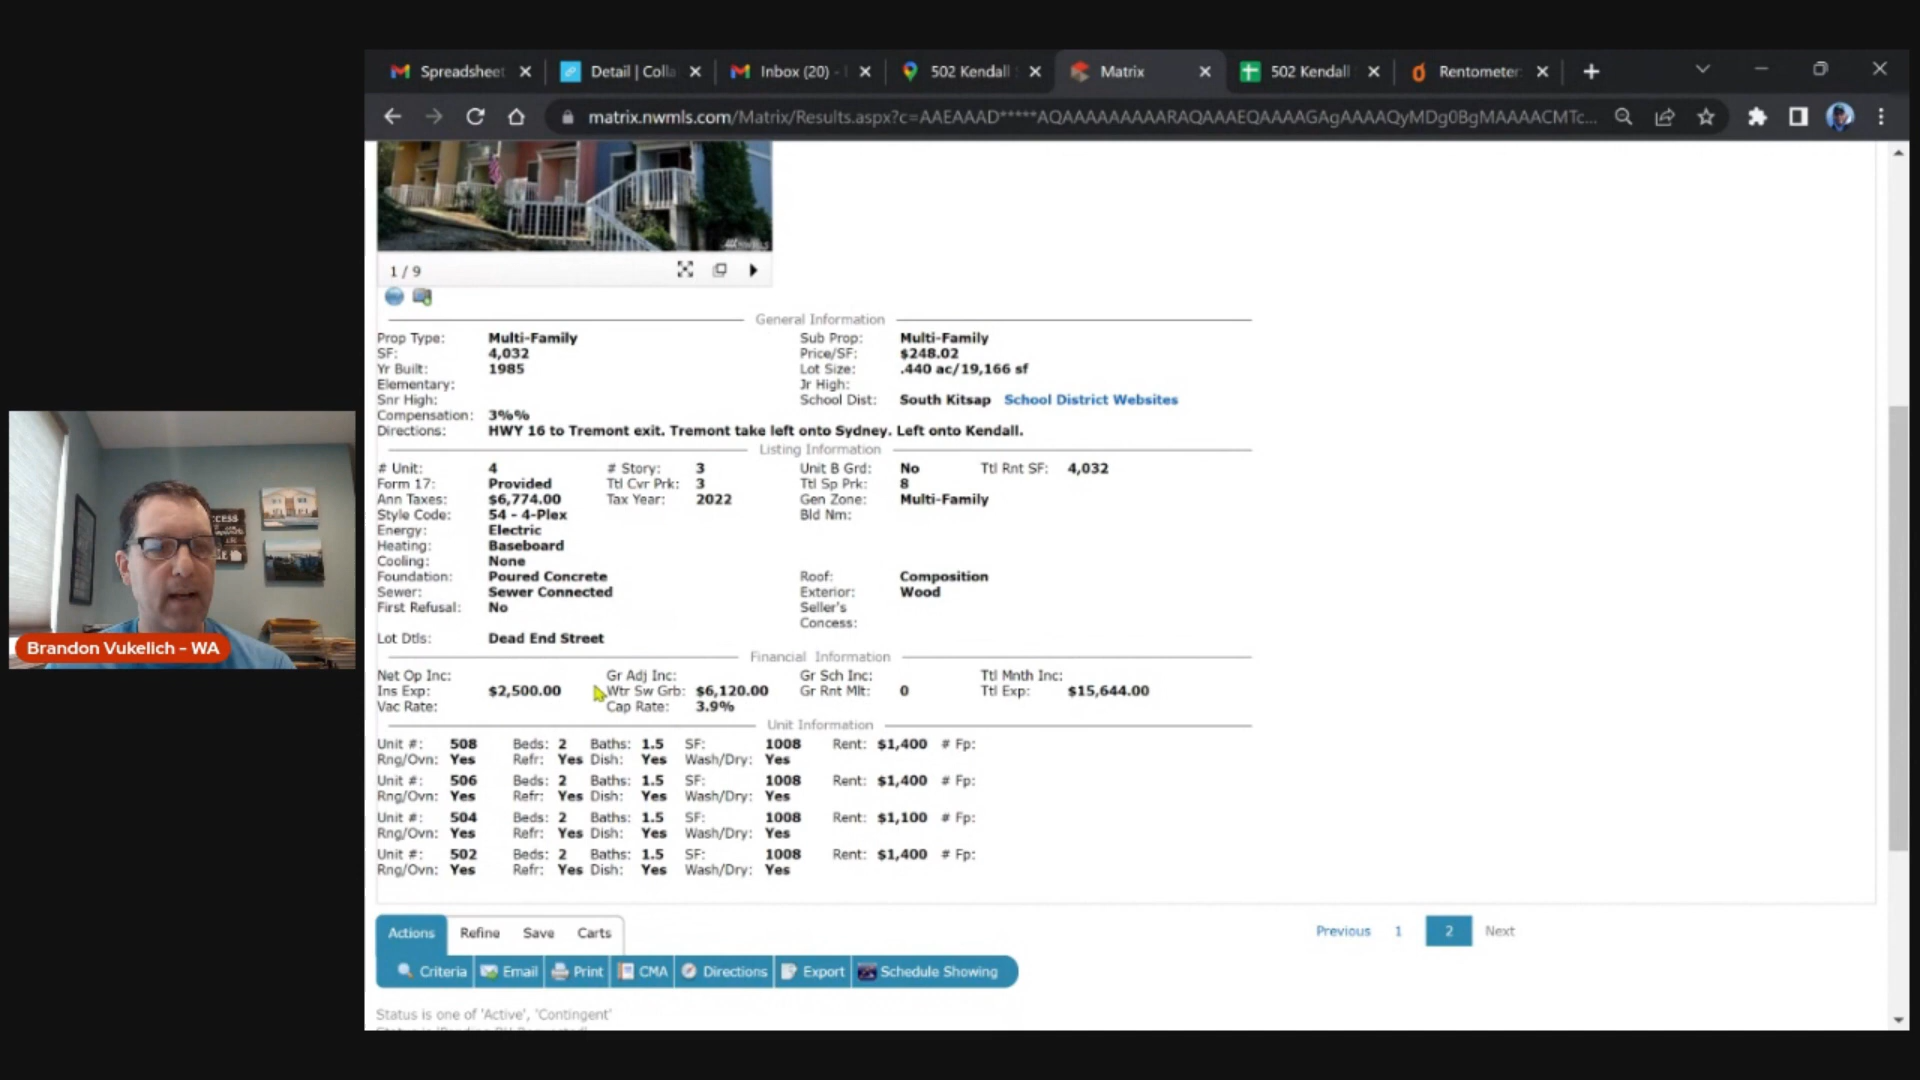 Spreadsheet
Detail | Colla
Inbox (20) -
502 Kendall
Matrix
502 Kendall
Rentometer
matrix.nwmls.com/Matrix/Results.aspx?c=AAEAAAD*****AQAAAAAAAAARAQAAAEQAAAAGAgAAAAQyMDg0BgMAAAACMTc...
1 / 9
General Information
Prop Type: Multi-Family Sub Prop: Multi-Family
SF: 4,032 Price/SF: $248.02
Yr Built: 1985 Lot Size: .440 ac/19,166 sf
Elementary: Jr High:
Snr High: School Dist: South Kitsap School District Websites
Compensation: 3%%
Directions: HWY 16 to Tremont exit. Tremont take left onto Sydney. Left onto Kendall.
Listing Information
# Unit: 4 # Story: 3 Unit B Grd: No Ttl Rnt SF: 4,032
Form 17: Provided Ttl Cvr Prk: 3 Ttl Sp Prk: 8
Ann Taxes: $6,774.00 Tax Year: 2022 Gen Zone: Multi-Family
Style Code: 54 - 4-Plex Bld Nm:
Energy: Electric
Heating: Baseboard
Cooling: None
Foundation: Poured Concrete Roof: Composition
Sewer: Sewer Connected Exterior: Wood
First Refusal: No Seller's
Concess:
Lot Dtls: Dead End Street
Financial Information
Net Op Inc: Gr Adj Inc: Gr Sch Inc: Ttl Mnth Inc:
Ins Exp: $2,500.00 Wtr Sw Grb: $6,120.00 Gr Rnt Mlt: 0 Ttl Exp: $15,644.00
Vac Rate: Cap Rate: 3.9%
Unit Information
Unit #: 508 Beds: 2 Baths: 1.5 SF: 1008 Rent: $1,400 # Fp:
Rng/Ovn: Yes Refr: Yes Dish: Yes Wash/Dry: Yes
Unit #: 506 Beds: 2 Baths: 1.5 SF: 1008 Rent: $1,400 # Fp:
Rng/Ovn: Yes Refr: Yes Dish: Yes Wash/Dry: Yes
Unit #: 504 Beds: 2 Baths: 1.5 SF: 1008 Rent: $1,100 # Fp:
Rng/Ovn: Yes Refr: Yes Dish: Yes Wash/Dry: Yes
Unit #: 502 Beds: 2 Baths: 1.5 SF: 1008 Rent: $1,400 # Fp:
Rng/Ovn: Yes Refr: Yes Dish: Yes Wash/Dry: Yes
Actions Refine Save Carts
Previous 1 2 Next
Criteria Email Print CMA Directions Export Schedule Showing
Status is one of 'Active', 'Contingent'
Brandon Vukelich - WA